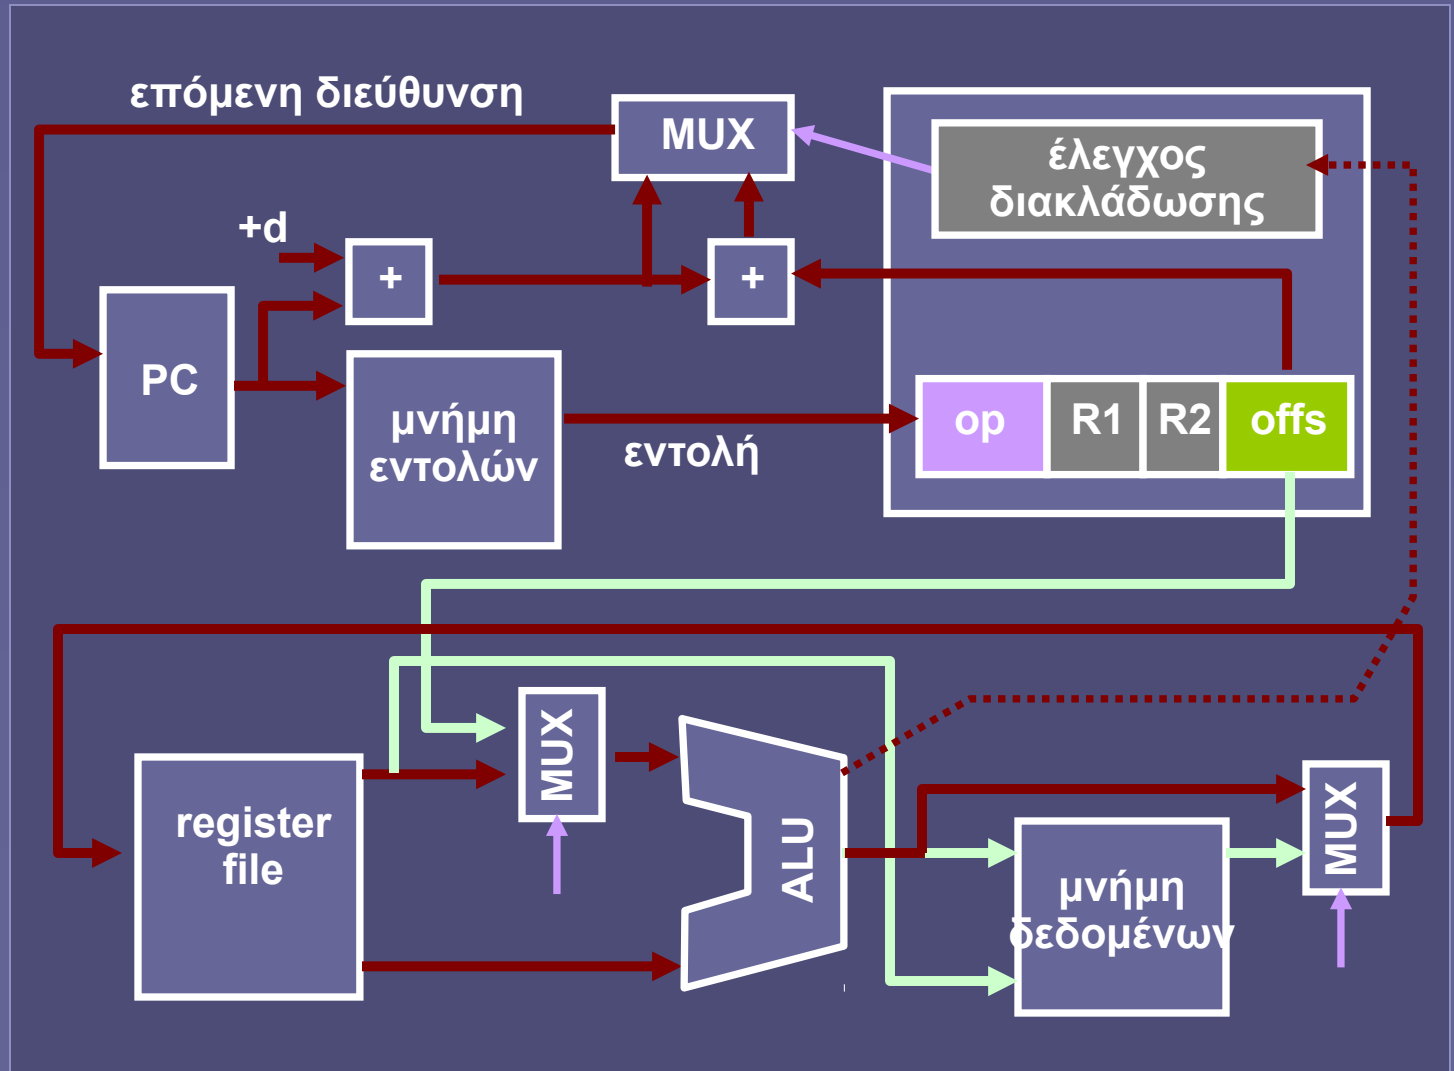 επόμενη διεύθυνση
MUX
έλεγχος
διακλάδωσης
+d
+
+
PC
μνήμη
εντολών
εντολή
op
R1
R2
offs
MUX
register
file
ALU
μνήμη
δεδομένων
MUX